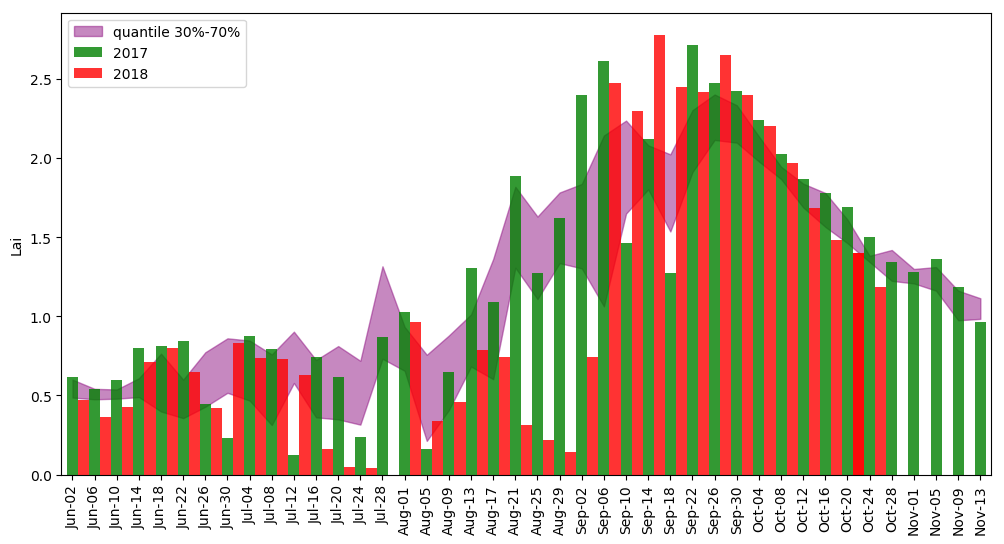 quantile 30%-70%
2017
2018
Lai
2.5
2.0
1.5
1.0
0.5
0.0
Jun-02
Jun-06
Jun-10
Jun-14
Jun-18
Jun-22
Jun-26
Jun-30
Jul-04
Jul-08
Jul-12
Jul-16
Jul-20
Jul-24
Jul-28
Aug-01
Aug-05
Aug-09
Aug-13
Aug-17
Aug-21
Aug-25
Aug-29
Sep-02
Sep-06
Sep-10
Sep-14
Sep-18
Sep-22
Sep-26
Sep-30
Oct-04
Oct-08
Oct-12
Oct-16
Oct-20
Oct-24
Oct-28
Nov-01
Nov-05
Nov-09
Nov-13